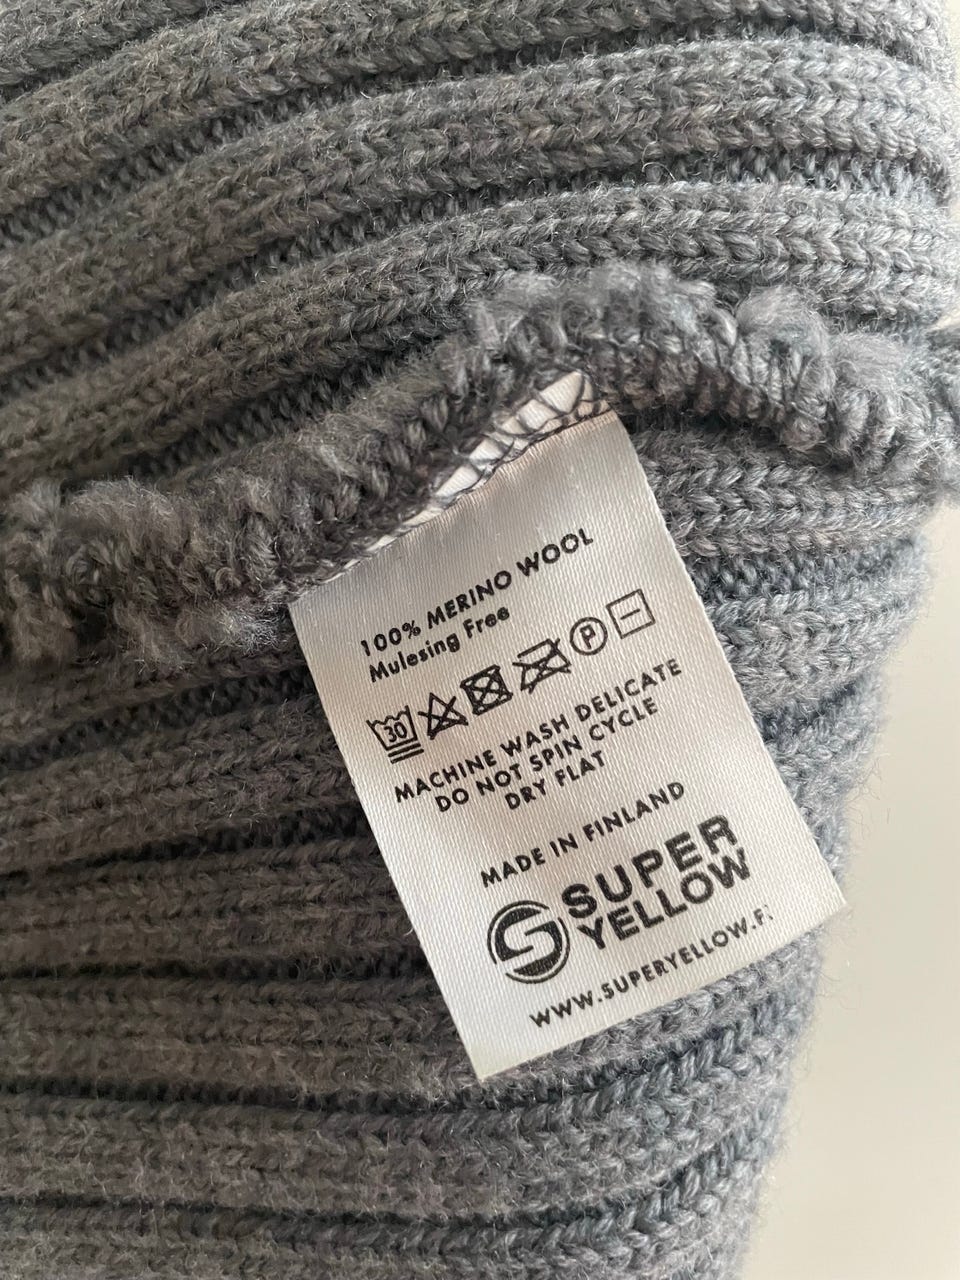 100% MERINO WOOL
Mulesing Free
30 P
MACHINE WASH DELICATE
DO NOT SPIN CYCLE
DRY FLAT
MADE IN FINLAND
SUPER
YELLOW
WWW.SUPERYELLOW.FI